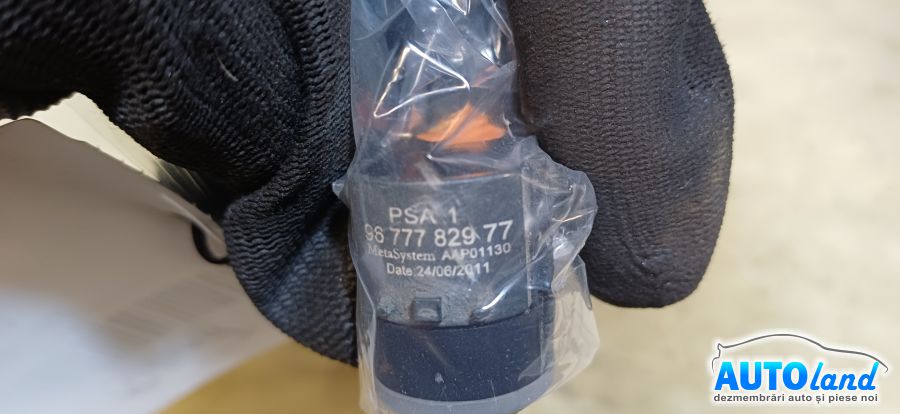 PSA 1
96 777 829 77
MetaSystem AAP01130
Date:24/06/2011
AUTOland
dezmembrări auto și piese noi